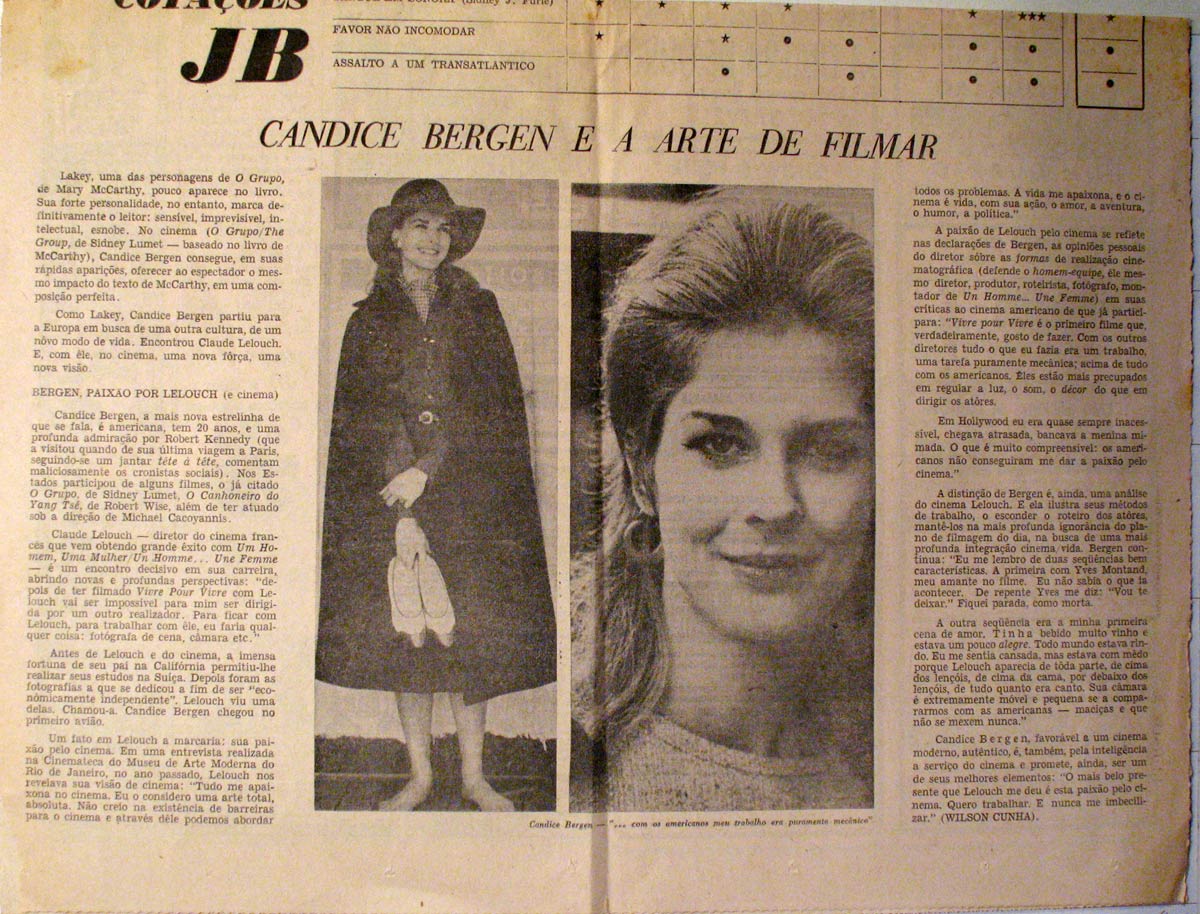 COTAÇÕES
JB
(Sidney J. Furie)
FAVOR NÃO INCOMODAR
ASSALTO A UM TRANSATLANTICO
CANDICE BERGEN E A ARTE DE FILMAR
Lakey, uma das personagens de O Grupo,
de Mary McCarthy, pouco aparece no livro.
Sua forte personalidade, no entanto, marca de-
finitivamente o leitor: sensível, imprevisível, in-
telectual, esnobe. No cinema (O Grupo/The
Group, de Sidney Lumet — baseado no livro de
McCarthy), Candice Bergen consegue, em suas
rápidas aparições, oferecer ao espectador o mes-
mo impacto do texto de McCarthy, em uma com-
posição perfeita.
Como Lakey, Candice Bergen partiu para
a Europa em busca de uma outra cultura, de um
nôvo modo de vida. Encontrou Claude Lelouch.
E, com êle, no cinema, uma nova fôrça, uma
nova visão.
BERGEN, PAIXÃO POR LELOUCH (e cinema)
Candice Bergen, a mais nova estrelinha de
que se fala, é americana, tem 20 anos, e uma
profunda admiração por Robert Kennedy (que
a visitou quando de sua última viagem a Paris,
seguindo-se um jantar tête à tête, comentam
maliciosamente os cronistas sociais). Nos Es-
tados participou de alguns filmes, o já citado
O Grupo, de Sidney Lumet, O Canhoneiro do
Yang Tsé, de Robert Wise, além de ter atuado
sob a direção de Michael Cacoyannis.
Claude Lelouch — diretor do cinema fran-
cês que vem obtendo grande êxito com Um Ho-
mem, Uma Mulher/Un Homme... Une Femme
— é um encontro decisivo em sua carreira,
abrindo novas e profundas perspectivas: "de-
pois de ter filmado Vivre Pour Vivre com Le-
louch vai ser impossível para mim ser dirigi-
da por um outro realizador. Para ficar com
Lelouch, para trabalhar com êle, eu faria qual-
quer coisa: fotógrafa de cena, câmara etc."
Antes de Lelouch e do cinema, a imensa
fortuna de seu pai na Califórnia permitiu-lhe
realizar seus estudos na Suíça. Depois foram as
fotografias a que se dedicou a fim de ser "eco-
nômicamente independente". Lelouch viu uma
delas. Chamou-a. Candice Bergen chegou no
primeiro avião.
Um fato em Lelouch a marcaria: sua pai-
xão pelo cinema. Em uma entrevista realizada
na Cinemateca do Museu de Arte Moderna do
Rio de Janeiro, no ano passado, Lelouch nos
revelava sua visão de cinema: "Tudo me apai-
xona no cinema. Eu o considero uma arte total,
absoluta. Não creio na existência de barreiras
para o cinema e através dêle podemos abordar
Candice Bergen — "... com os americanos meu trabalho era puramente mecânico"
todos os problemas. A vida me apaixona, e o ci-
nema é vida, com sua ação, o amor, a aventura,
o humor, a política."
A paixão de Lelouch pelo cinema se reflete
nas declarações de Bergen, as opiniões pessoais
do diretor sôbre as formas de realização cine-
matográfica (defende o homem-equipe, êle mes-
mo diretor, produtor, roteirista, fotógrafo, mon-
tador de Un Homme... Une Femme) em suas
críticas ao cinema americano de que já partici-
para: "Vivre pour Vivre é o primeiro filme que,
verdadeiramente, gosto de fazer. Com os outros
diretores tudo o que eu fazia era um trabalho,
uma tarefa puramente mecânica; acima de tudo
com os americanos. Êles estão mais precupados
em regular a luz, o som, o décor do que em
dirigir os atôres.
Em Hollywood eu era quase sempre inaces-
sível, chegava atrasada, bancava a menina mi-
mada. O que é muito compreensível: os ameri-
canos não conseguiram me dar a paixão pelo
cinema."
A distinção de Bergen é, ainda, uma análise
do cinema Lelouch. E ela ilustra seus métodos
de trabalho, o esconder o roteiro dos atôres,
mantê-los na mais profunda ignorância do pla-
no de filmagem do dia, na busca de uma mais
profunda integração cinema/vida. Bergen con-
tinua: "Eu me lembro de duas seqüências bem
características. A primeira com Yves Montand,
meu amante no filme. Eu não sabia o que ia
acontecer. De repente Yves me diz: "Vou te
deixar." Fiquei parada, como morta.
A outra seqüência era a minha primeira
cena de amor. Tinha bebido muito vinho e
estava um pouco alegre. Todo mundo estava rin-
do. Eu me sentia cansada, mas estava com mêdo
porque Lelouch aparecia de tôda parte, de cima
dos lençóis, de cima da cama, por debaixo dos
lençóis, de tudo quanto era canto. Sua câmara
é extremamente móvel e pequena se a compa-
rarmos com as americanas — maciças e que
não se mexem nunca."
Candice Bergen, favorável a um cinema
moderno, autêntico, é, também, pela inteligência
a serviço do cinema e promete, ainda, ser um
de seus melhores elementos: "O mais belo pre-
sente que Lelouch me deu é esta paixão pelo ci-
nema. Quero trabalhar. E nunca me imbecili-
zar." (WILSON CUNHA).